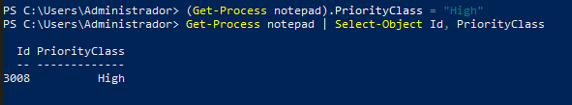 PS C:\Users\Administrador> (Get-Process notepad).PriorityClass = "High"
PS C:\Users\Administrador> Get-Process notepad | Select-Object Id, PriorityClass
  Id PriorityClass
  -- -------------
3008          High